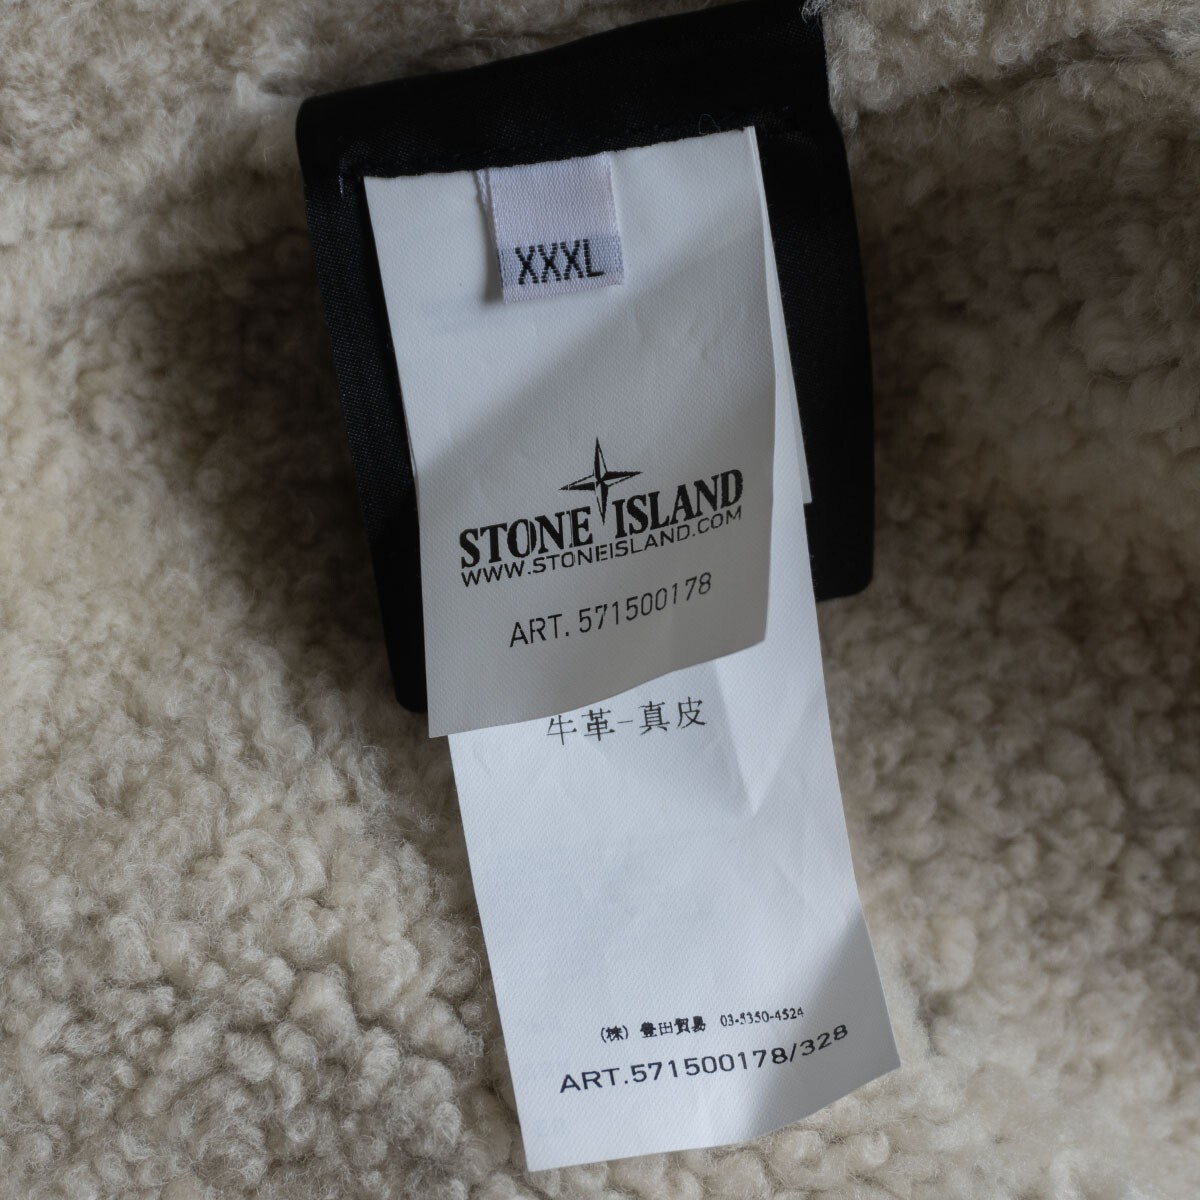 XXXL
STONE ISLAND
WWW.STONEISLAND.COM
ART. 571500178
牛革-真皮
(株) 豊田貿易 03-5350-4524
ART.571500178/328